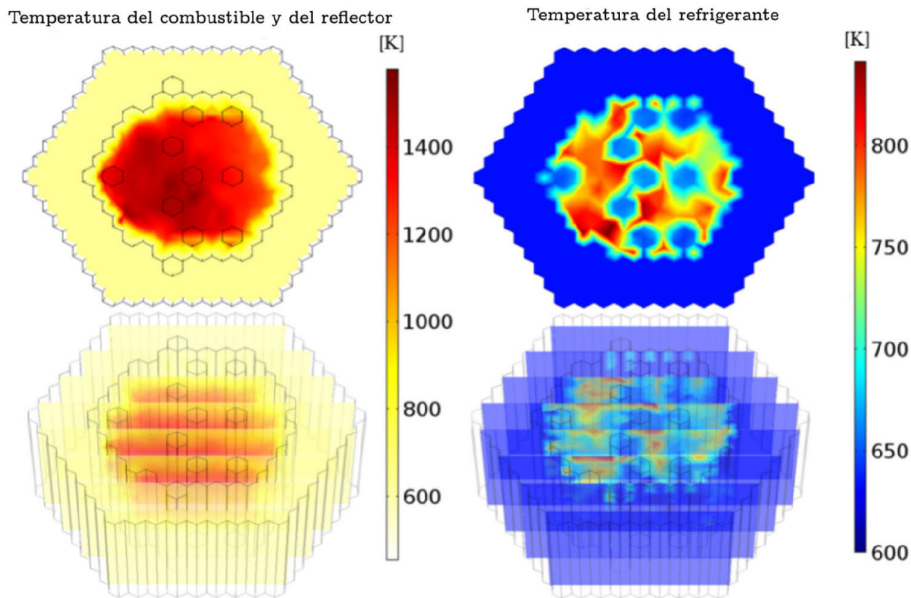 Temperatura del combustible y del reflector
Temperatura del refrigerante
[K]
1400
1200
1000
800
600
[K]
800
750
700
650
600